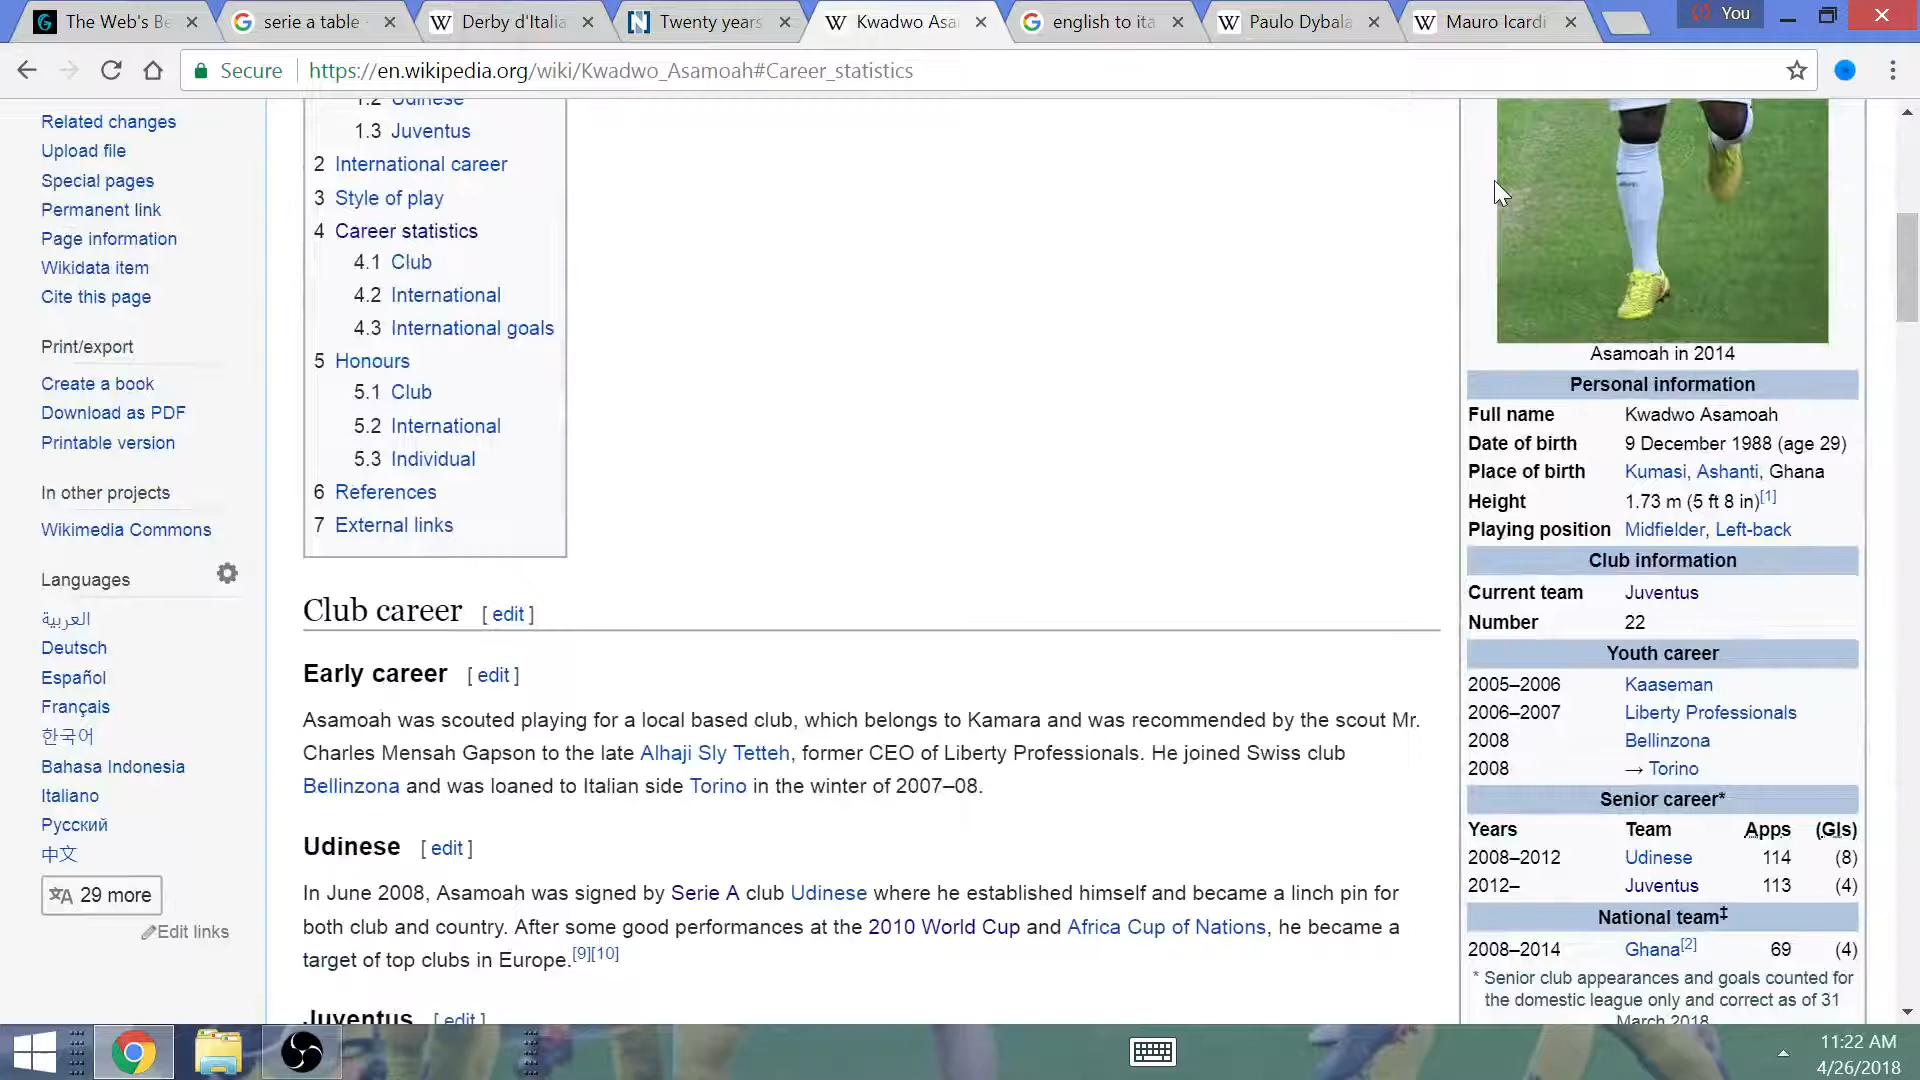 The Web's Be
serie a table
Derby d'Italia
Twenty years
Kwadwo Asa
english to ita
Paulo Dybala
Mauro Icardi
You
Secure
https://en.wikipedia.org/wiki/Kwadwo_Asamoah#Career_statistics
Related changes
Upload file
Special pages
Permanent link
Page information
Wikidata item
Cite this page
Print/export
Create a book
Download as PDF
Printable version
In other projects
Wikimedia Commons
Languages
العربية
Deutsch
Español
Français
한국어
Bahasa Indonesia
Italiano
Русский
中文
29 more
Edit links
1.2 Udinese
1.3 Juventus
2 International career
3 Style of play
4 Career statistics
4.1 Club
4.2 International
4.3 International goals
5 Honours
5.1 Club
5.2 International
5.3 Individual
6 References
7 External links
Club career [ edit ]
Early career [ edit ]
Asamoah was scouted playing for a local based club, which belongs to Kamara and was recommended by the scout Mr.
Charles Mensah Gapson to the late Alhaji Sly Tetteh, former CEO of Liberty Professionals. He joined Swiss club
Bellinzona and was loaned to Italian side Torino in the winter of 2007–08.
Udinese [ edit ]
In June 2008, Asamoah was signed by Serie A club Udinese where he established himself and became a linch pin for
both club and country. After some good performances at the 2010 World Cup and Africa Cup of Nations, he became a
target of top clubs in Europe.[9][10]
Juventus [ edit ]
Asamoah in 2014
Personal information
Full name Kwadwo Asamoah
Date of birth 9 December 1988 (age 29)
Place of birth Kumasi, Ashanti, Ghana
Height 1.73 m (5 ft 8 in)[1]
Playing position Midfielder, Left-back
Club information
Current team Juventus
Number 22
Youth career
2005–2006 Kaaseman
2006–2007 Liberty Professionals
2008 Bellinzona
2008 → Torino
Senior career*
Years Team Apps (Gls)
2008–2012 Udinese 114 (8)
2012– Juventus 113 (4)
National team‡
2008–2014 Ghana[2] 69 (4)
* Senior club appearances and goals counted for
the domestic league only and correct as of 31
March 2018
11:22 AM
4/26/2018